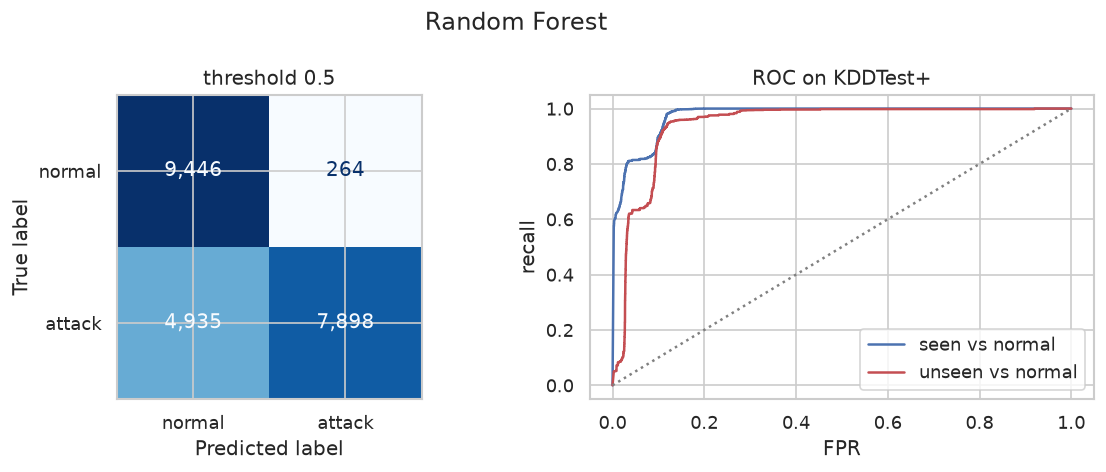 Random Forest
threshold 0.5
True label
normal
attack
9,446
264
4,935
7,898
normal
attack
Predicted label
ROC on KDDTest+
recall
1.0
0.8
0.6
0.4
0.2
0.0
seen vs normal
unseen vs normal
0.0 0.2 0.4 0.6 0.8 1.0
FPR